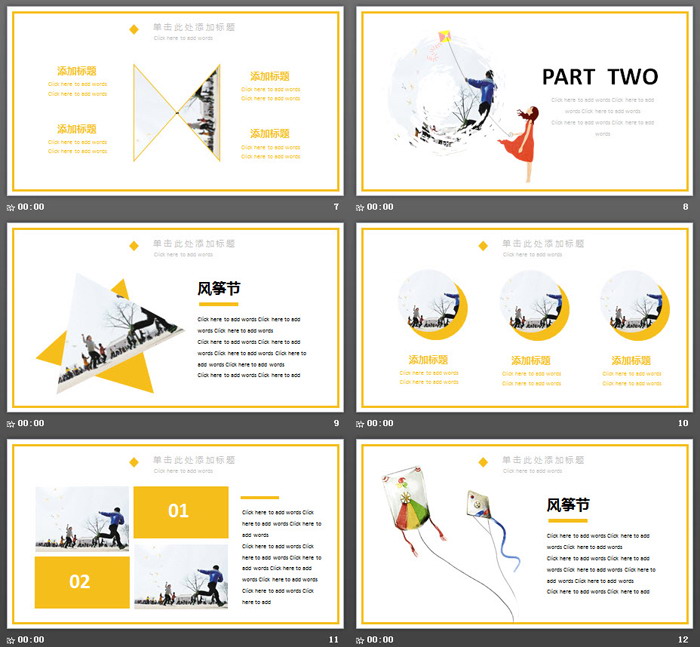 单击此处添加标题
Click here to add words
添加标题
Click here to add words
Click here to add words
添加标题
Click here to add words
Click here to add words
添加标题
Click here to add words
Click here to add words
添加标题
Click here to add words
Click here to add words
00:00
7
PART TWO
Click here to add words Click here to add
words Click here to add words
Click here to add words Click here to add
words
00:00
8
单击此处添加标题
Click here to add words
风筝节
Click here to add words Click here to add
words Click here to add words
Click here to add words Click here to add
words Click here to add words Click here to
add words Click here to add words
Click here to add words Click here to add
00:00
9
单击此处添加标题
Click here to add words
添加标题
Click here to add words
Click here to add words
添加标题
Click here to add words
Click here to add words
添加标题
Click here to add words
Click here to add words
00:00
10
单击此处添加标题
Click here to add words
01
02
Click here to add words Click
here to add words Click here to
add words
Click here to add words Click
here to add words Click here to
add words Click here to add
words Click here to add words
Click here to add words Click
here to add
00:00
11
单击此处添加标题
Click here to add words
风筝节
Click here to add words Click here to add
words Click here to add words
Click here to add words Click here to add
words Click here to add words Click here to
add words Click here to add words
Click here to add words Click here to add
00:00
12